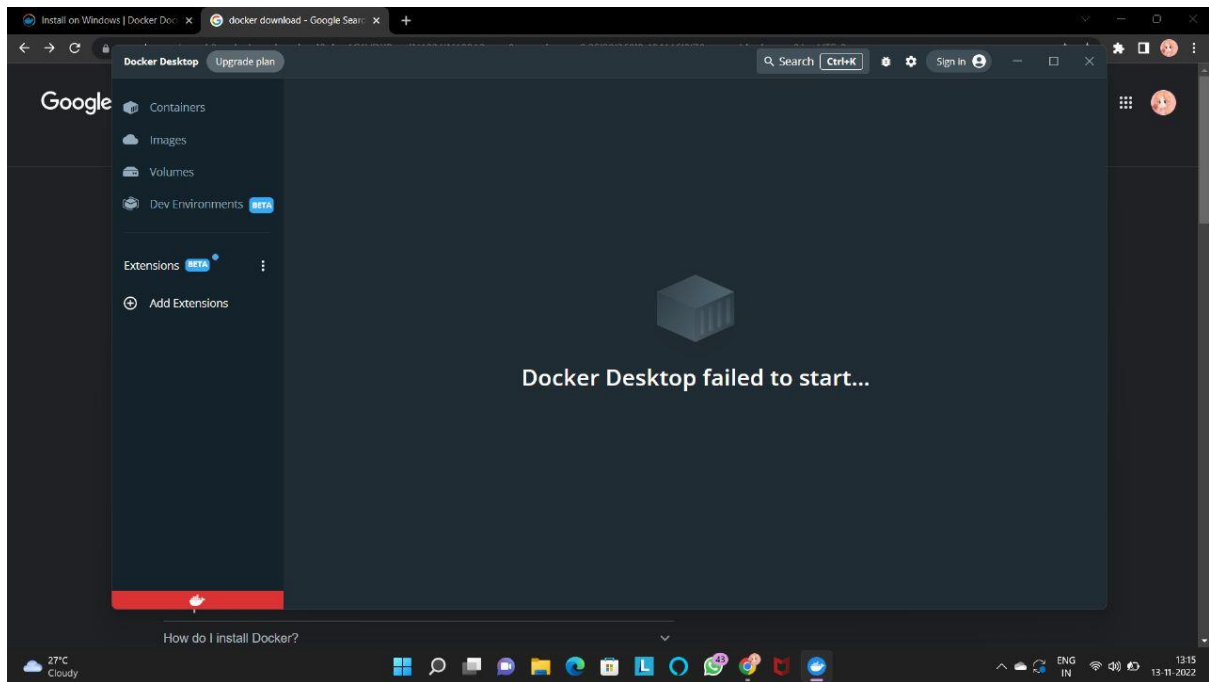 Install on Windows | Docker Doc
docker download - Google Sear
Docker Desktop
Upgrade plan
Search Ctrl+K
Sign in
Google
Containers
Images
Volumes
Dev Environments BETA
Extensions BETA
Add Extensions
Docker Desktop failed to start...
How do I install Docker?
27°C
Cloudy
L
43
ENG
IN
13:15
13-11-2022